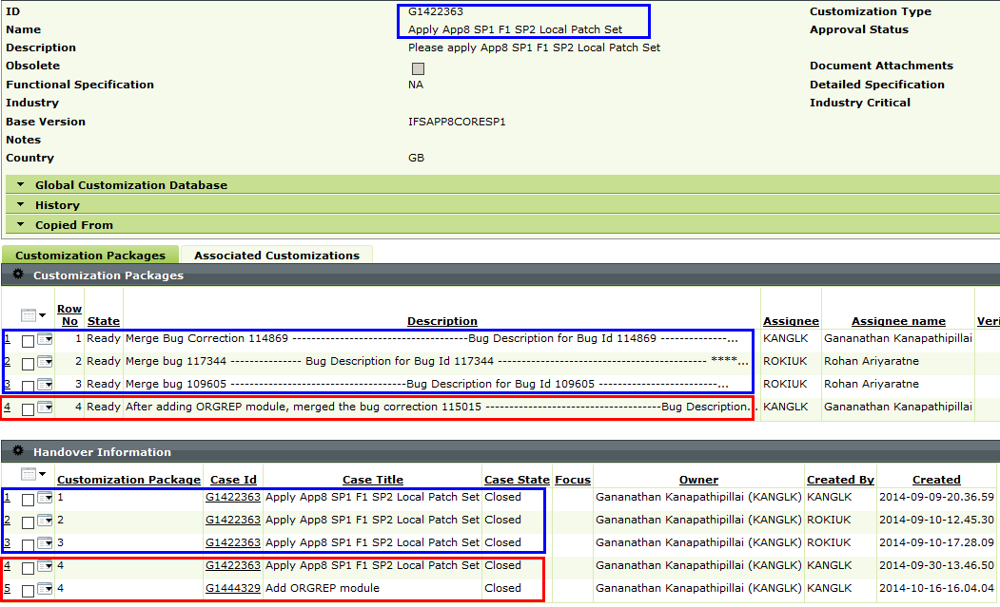 ID G1422363 Customization Type
Name Apply App8 SP1 F1 SP2 Local Patch Set Approval Status
Description Please apply App8 SP1 F1 SP2 Local Patch Set
Obsolete Document Attachments
Functional Specification NA Detailed Specification
Industry Industry Critical
Base Version IFSAPP8CORESP1
Notes
Country GB
Global Customization Database
History
Copied From
Customization Packages Associated Customizations
Customization Packages
Row No State Description Assignee Assignee name Veri
1 1 Ready Merge Bug Correction 114869 -------------------------------------Bug Description for Bug Id 114869 --------------... KANGLK Gananathan Kanapathipillai
2 2 Ready Merge bug 117344 --------------- Bug Description for Bug Id 117344 -------------------------------------------- ****... ROKIUK Rohan Ariyaratne
3 3 Ready Merge bug 109605 -------------------------------------Bug Description for Bug Id 109605 -------------------------... ROKIUK Rohan Ariyaratne
4 4 Ready After adding ORGREP module, merged the bug correction 115015 -------------------------------------Bug Description... KANGLK Gananathan Kanapathipillai
Handover Information
Customization Package Case Id Case Title Case State Focus Owner Created By Created
1 1 G1422363 Apply App8 SP1 F1 SP2 Local Patch Set Closed Gananathan Kanapathipillai (KANGLK) KANGLK 2014-09-09-20.36.59
2 2 G1422363 Apply App8 SP1 F1 SP2 Local Patch Set Closed Gananathan Kanapathipillai (KANGLK) ROKIUK 2014-09-10-12.45.30
3 3 G1422363 Apply App8 SP1 F1 SP2 Local Patch Set Closed Gananathan Kanapathipillai (KANGLK) ROKIUK 2014-09-10-17.28.09
4 4 G1422363 Apply App8 SP1 F1 SP2 Local Patch Set Closed Gananathan Kanapathipillai (KANGLK) KANGLK 2014-09-30-13.46.50
5 4 G1444329 Add ORGREP module Closed Gananathan Kanapathipillai (KANGLK) KANGLK 2014-10-16-16.04.04